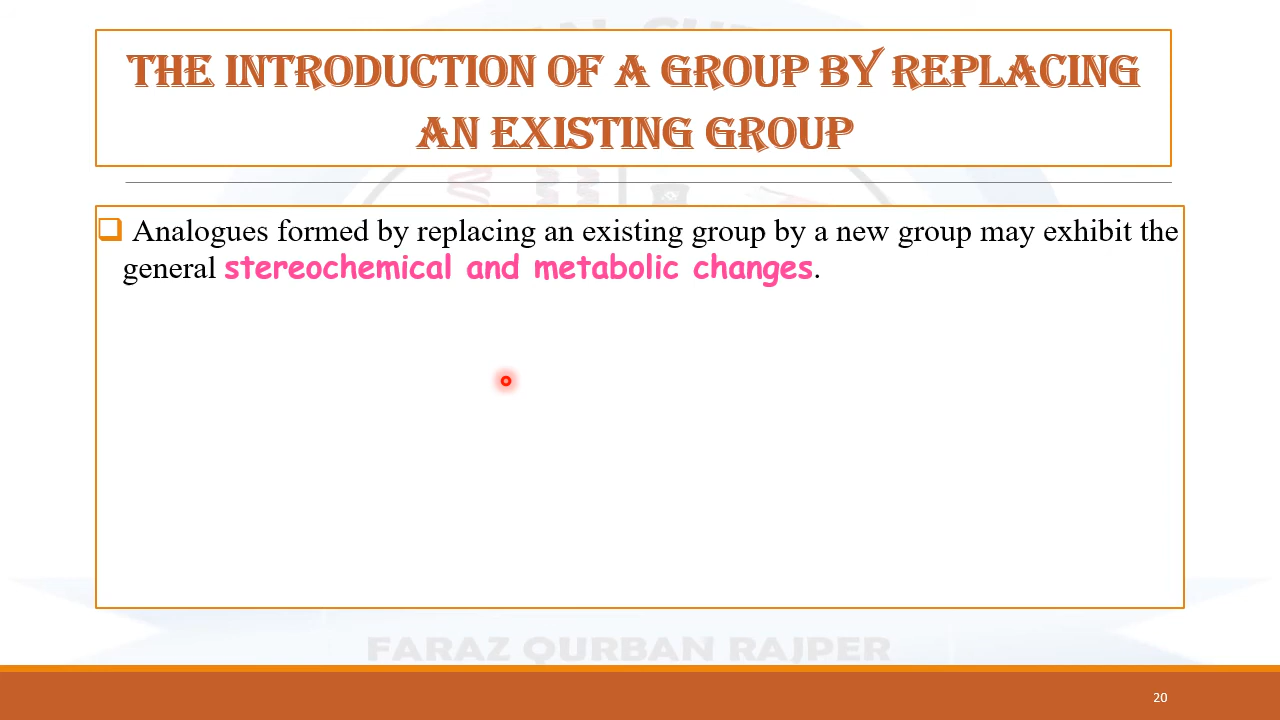 THE INTRODUCTION OF A GROUP BY REPLACING
AN EXISTING GROUP
Analogues formed by replacing an existing group by a new group may exhibit the
general stereochemical and metabolic changes.
FARAZ QURBAN RAJPER
20